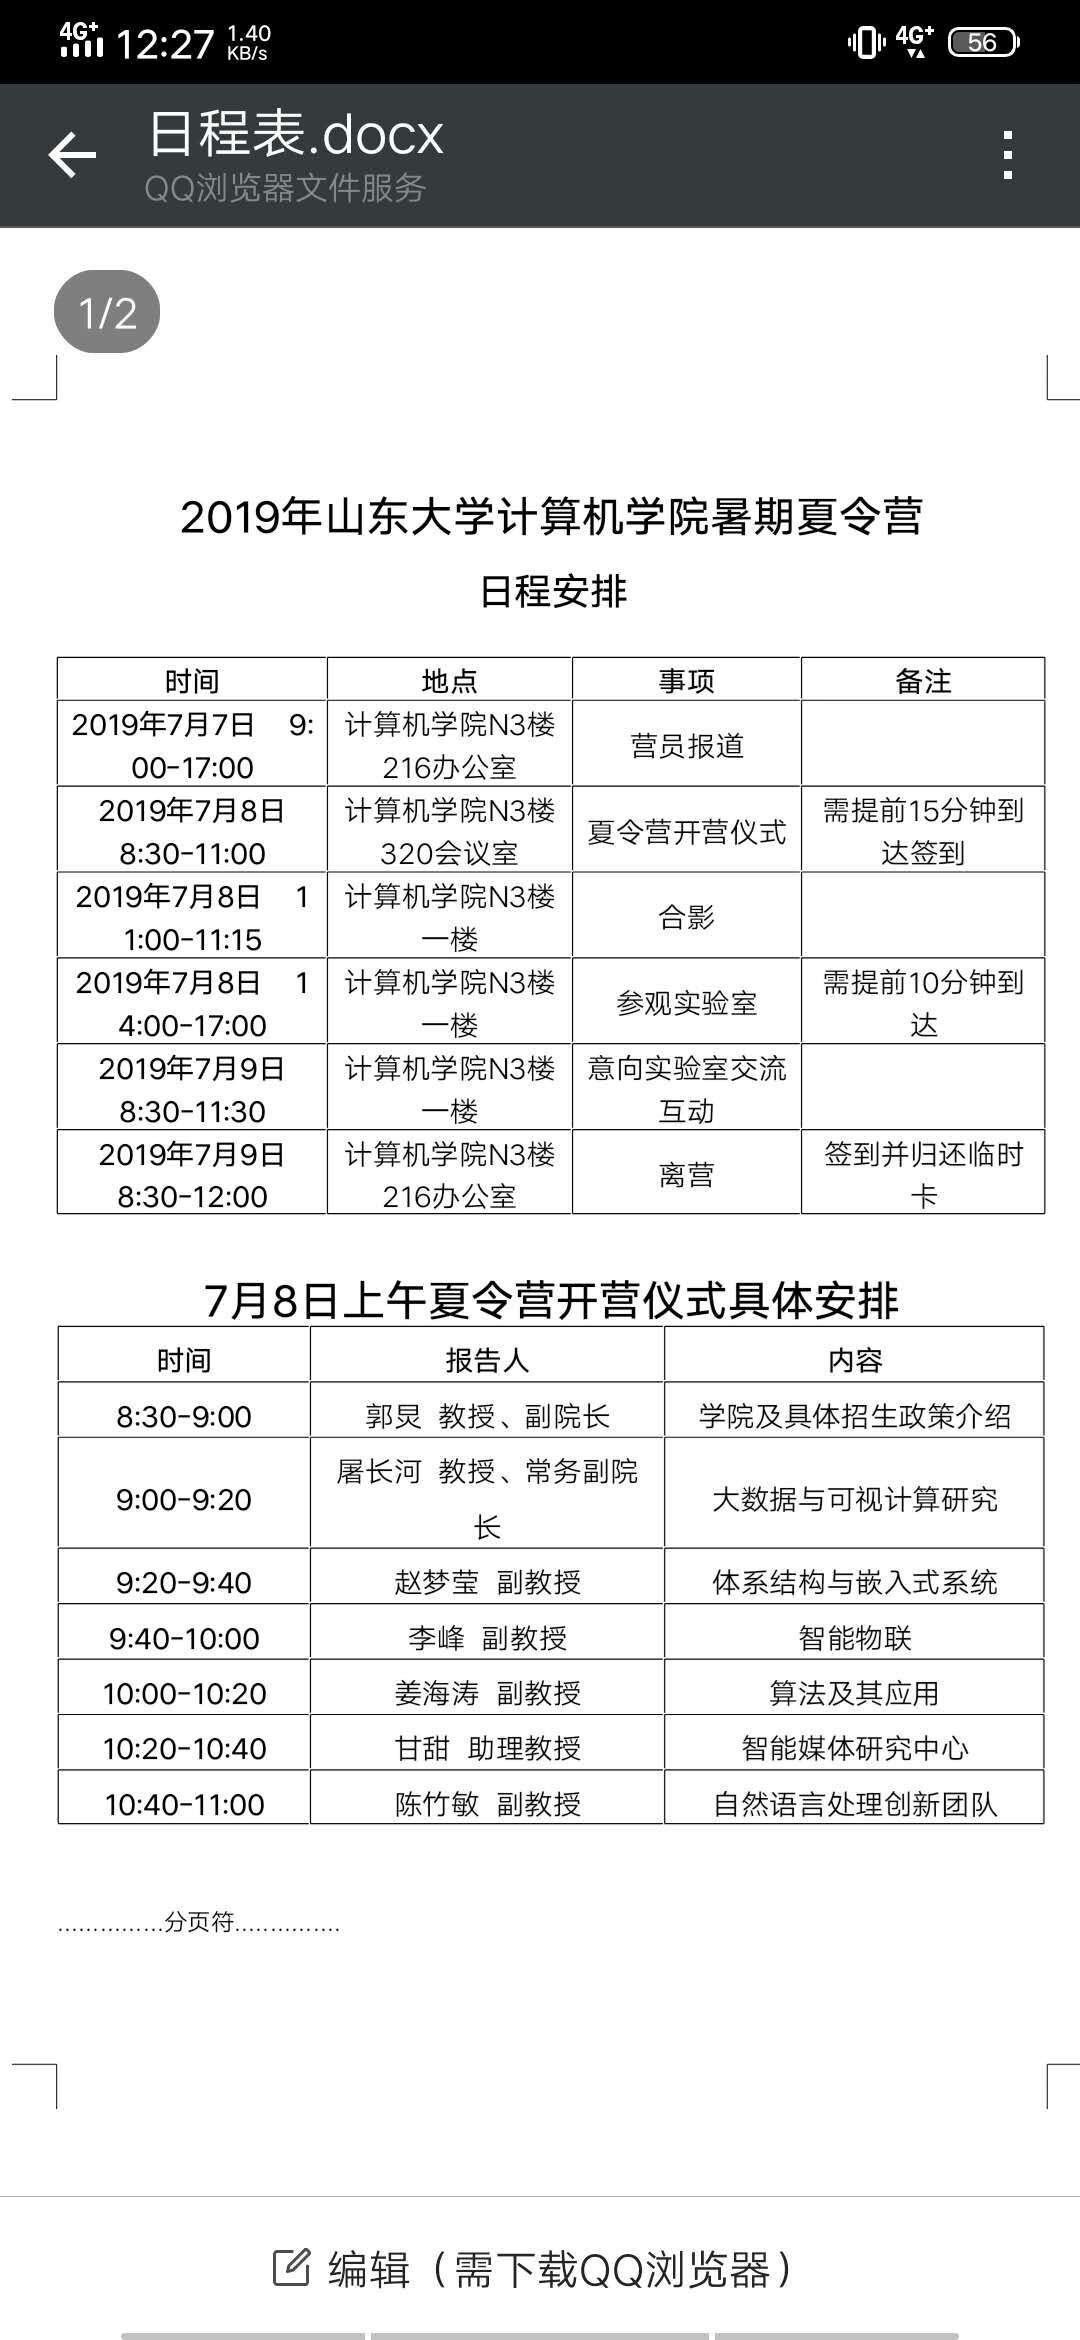 4G+ 12:27 1.40 KB/s 4G+ 56
日程表.docx
QQ浏览器文件服务
1/2
2019年山东大学计算机学院暑期夏令营
日程安排
时间 地点 事项 备注
2019年7月7日 9: 计算机学院N3楼
营员报道
00-17:00 216办公室
2019年7月8日 计算机学院N3楼 需提前15分钟到
夏令营开营仪式
8:30-11:00 320会议室 达签到
2019年7月8日 1 计算机学院N3楼
合影
1:00-11:15 一楼
2019年7月8日 1 计算机学院N3楼 需提前10分钟到
参观实验室
4:00-17:00 一楼 达
2019年7月9日 计算机学院N3楼 意向实验室交流
8:30-11:30 一楼 互动
2019年7月9日 计算机学院N3楼 签到并归还临时
离营
8:30-12:00 216办公室 卡
7月8日上午夏令营开营仪式具体安排
时间 报告人 内容
8:30-9:00 郭炅 教授、副院长 学院及具体招生政策介绍
屠长河 教授、常务副院
9:00-9:20 大数据与可视计算研究
长
9:20-9:40 赵梦莹 副教授 体系结构与嵌入式系统
9:40-10:00 李峰 副教授 智能物联
10:00-10:20 姜海涛 副教授 算法及其应用
10:20-10:40 甘甜 助理教授 智能媒体研究中心
10:40-11:00 陈竹敏 副教授 自然语言处理创新团队
...............分页符...............
编辑（需下载QQ浏览器）